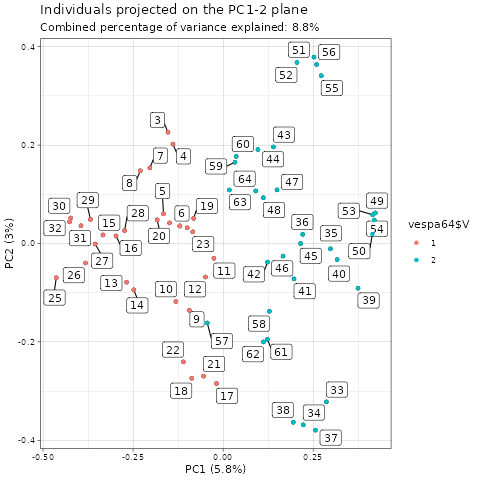 Individuals projected on the PC1-2 plane
Combined percentage of variance explained: 8.8%
51 56
52 55
3 43
60
7 4 59 44
8 64 47
5 63 48
29 19
30 28 6 49
32 15 20 36 53 54
31 16 23 35 50
27 45
26 11 42 46 40
25 13 10 12 41 39
14 9 58
57
22 62 61
21
18 17 33
38 34
37
0.4
0.2
0.0
-0.2
-0.4
PC2 (3%)
-0.50 -0.25 0.00 0.25
PC1 (5.8%)
vespa64$V
1
2